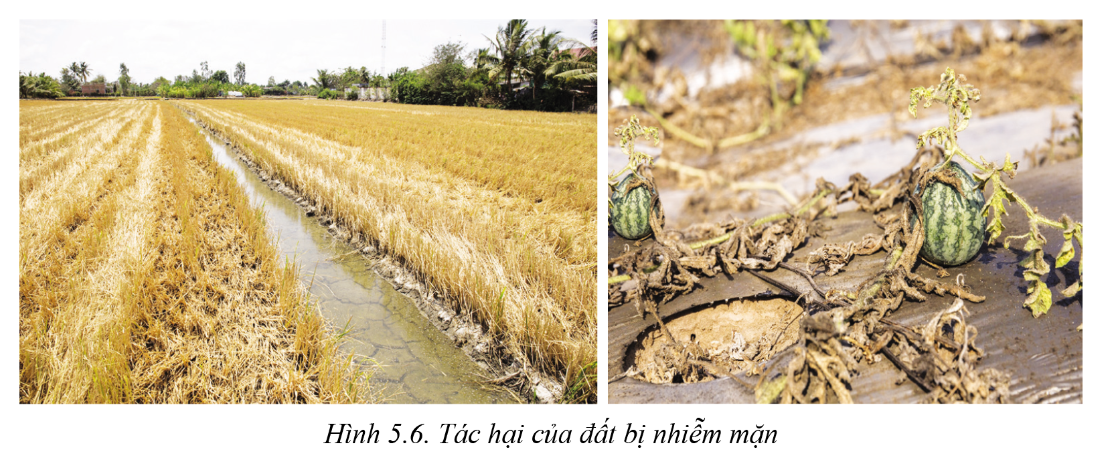 Hình 5.6. Tác hại của đất bị nhiễm mặn